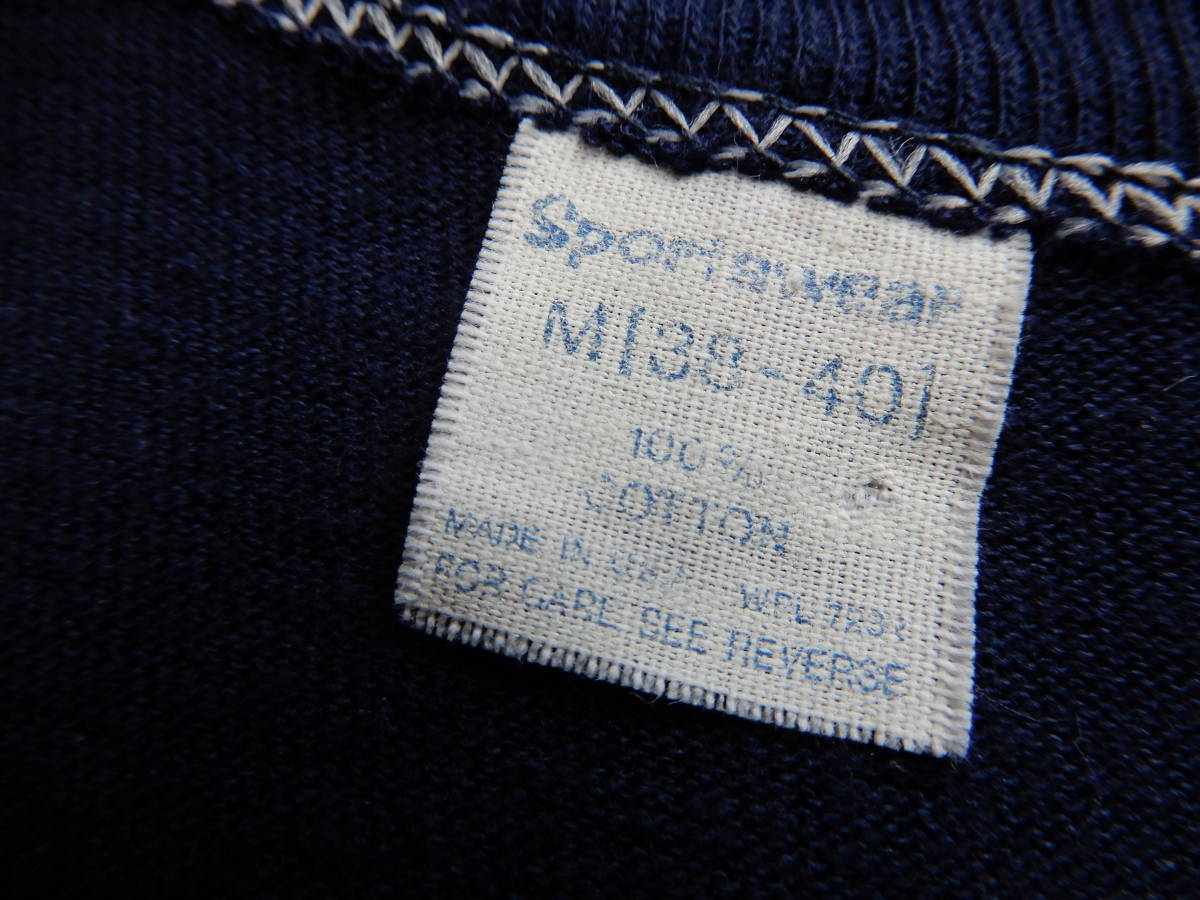 Sportswear
M[38-40]
100%
COTTON
MADE IN USA WPL 7231
FOR CARE SEE REVERSE